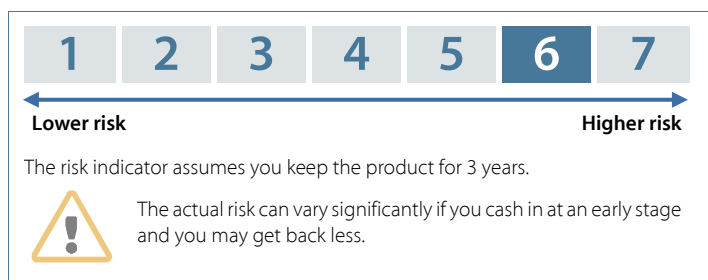 1 2 3 4 5 6 7
Lower risk Higher risk
The risk indicator assumes you keep the product for 3 years.
The actual risk can vary significantly if you cash in at an early stage
and you may get back less.